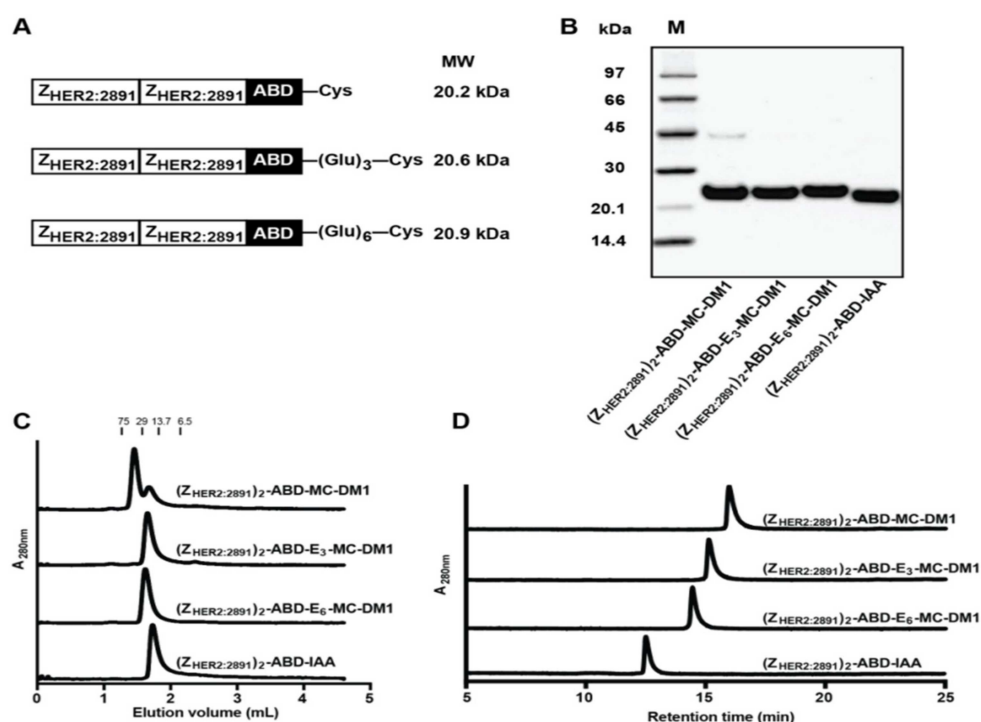 A
MW
Z HER2:2891 Z HER2:2891 ABD Cys 20.2 kDa
Z HER2:2891 Z HER2:2891 ABD (Glu)3—Cys 20.6 kDa
Z HER2:2891 Z HER2:2891 ABD (Glu)6—Cys 20.9 kDa
B kDa M
97
66
45
30
20.1
14.4
(ZHER2:2891)2-ABD-MC-DM1
(ZHER2:2891)2-ABD-E3-MC-DM1
(ZHER2:2891)2-ABD-E6-MC-DM1
(ZHER2:2891)2-ABD-IAA
C
75 29 13.7 6.5
(ZHER2:2891)2-ABD-MC-DM1
(ZHER2:2891)2-ABD-E3-MC-DM1
(ZHER2:2891)2-ABD-E6-MC-DM1
(ZHER2:2891)2-ABD-IAA
A280nm
0 1 2 3 4 5
Elution volume (mL)
D
(ZHER2:2891)2-ABD-MC-DM1
(ZHER2:2891)2-ABD-E3-MC-DM1
(ZHER2:2891)2-ABD-E6-MC-DM1
(ZHER2:2891)2-ABD-IAA
A280nm
5 10 15 20 25
Retention time (min)